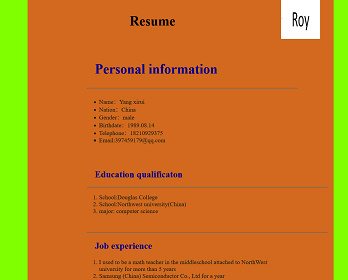 Resume
Roy
Personal information
Name：Yang xirui
Nation：China
Gender：male
Birthdate：1989.08.14
Telephone：18210929375
Email:397459179@qq.com
Education qualificaton
1. School:Douglas College
2. School:Northwest university(China)
3. major: computer science
Job experience
1. I used to be a math teacher in the middleschool attached to NorthWest
university for more than 3 years
2. Samsung (China) Semiconductor Co., Ltd for a year